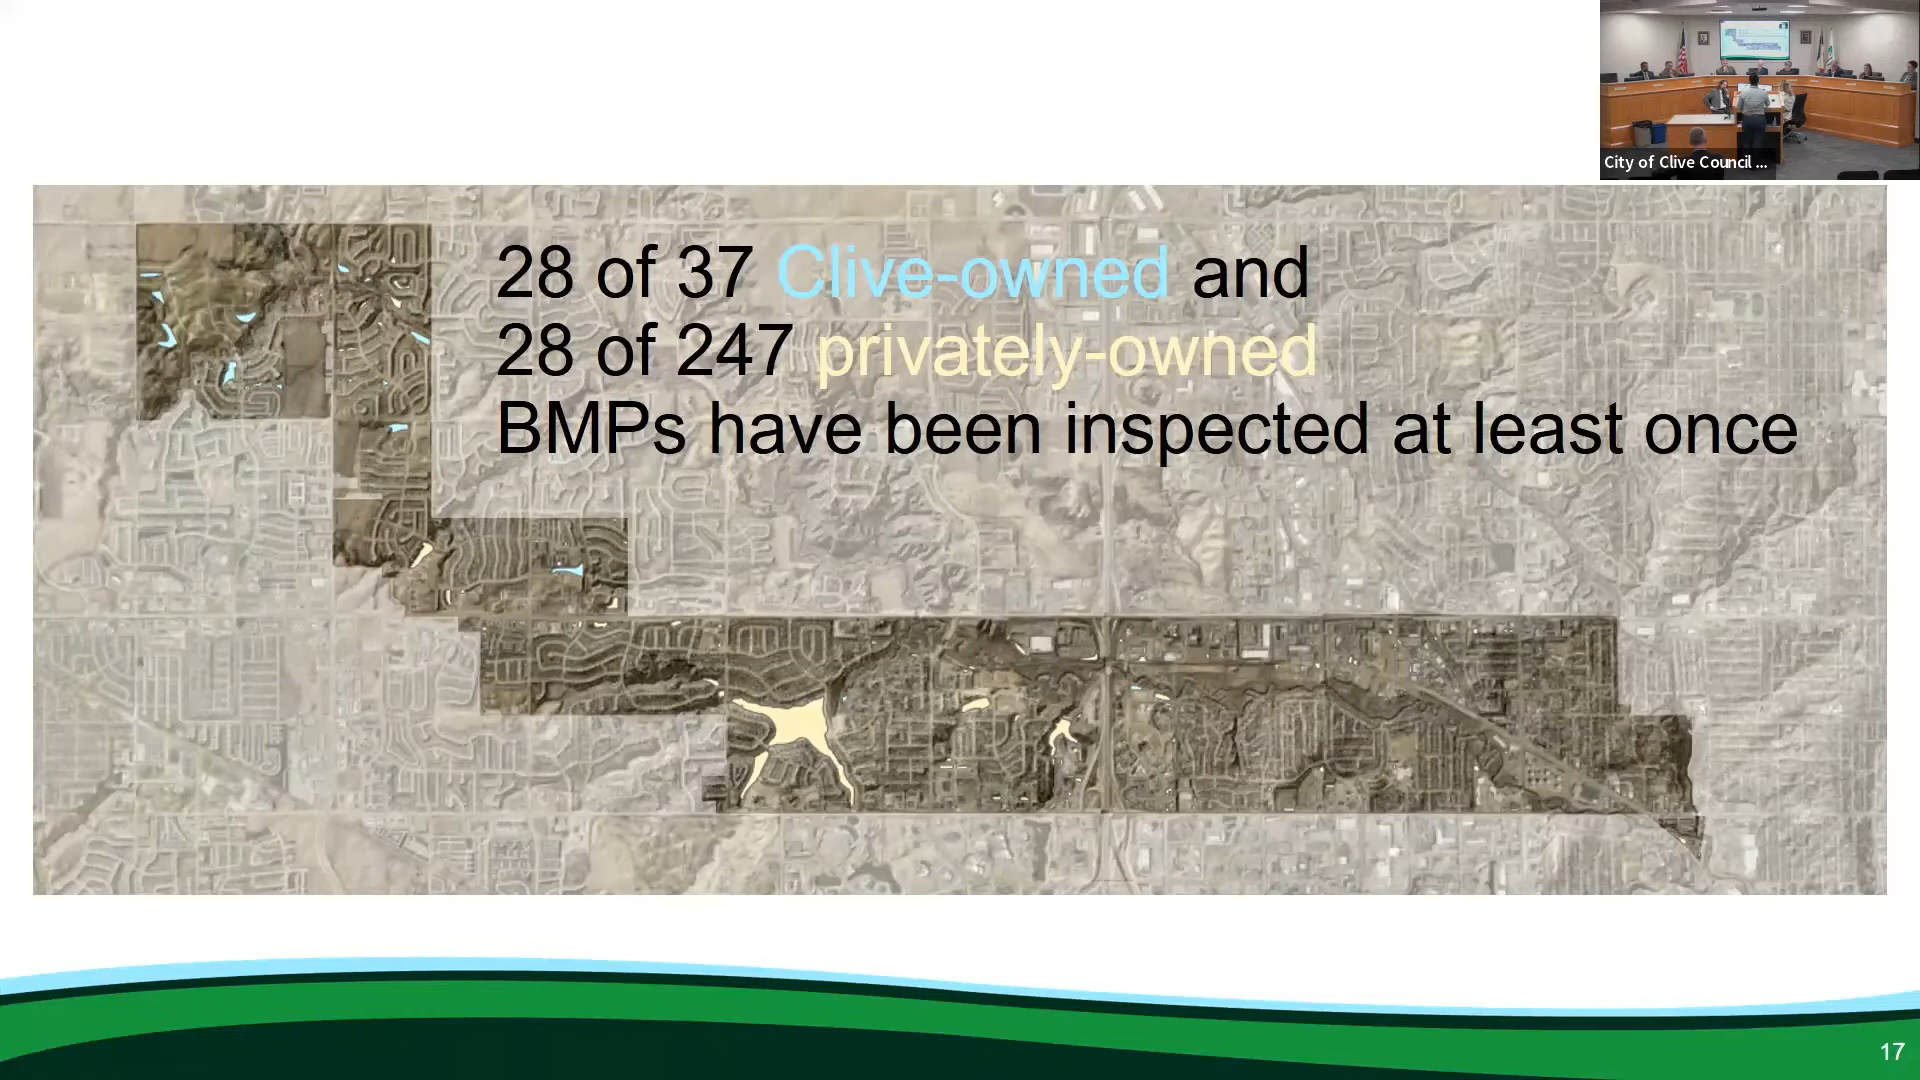 City of Clive Council ...
28 of 37 Clive-owned and
28 of 247 privately-owned
BMPs have been inspected at least once
17